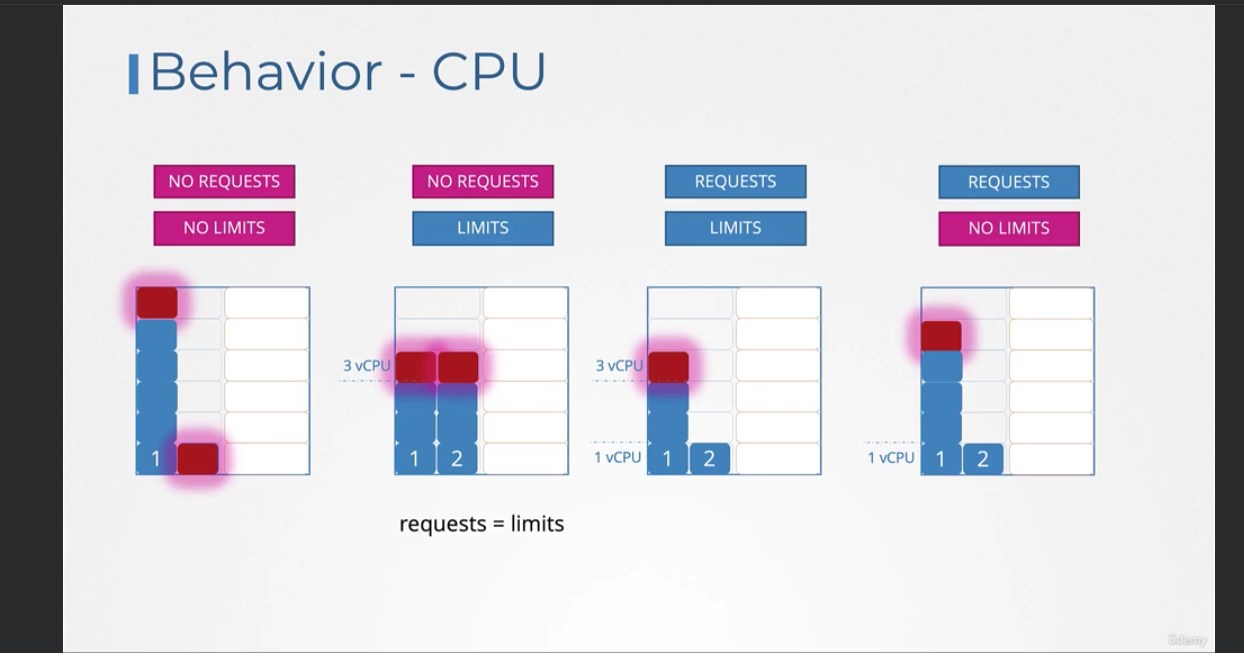 Behavior - CPU
NO REQUESTS
NO LIMITS
NO REQUESTS
LIMITS
REQUESTS
LIMITS
REQUESTS
NO LIMITS
1
3 vCPU
1 2
3 vCPU
1 vCPU
1 2
1 vCPU
1 2
requests = limits
Udemy